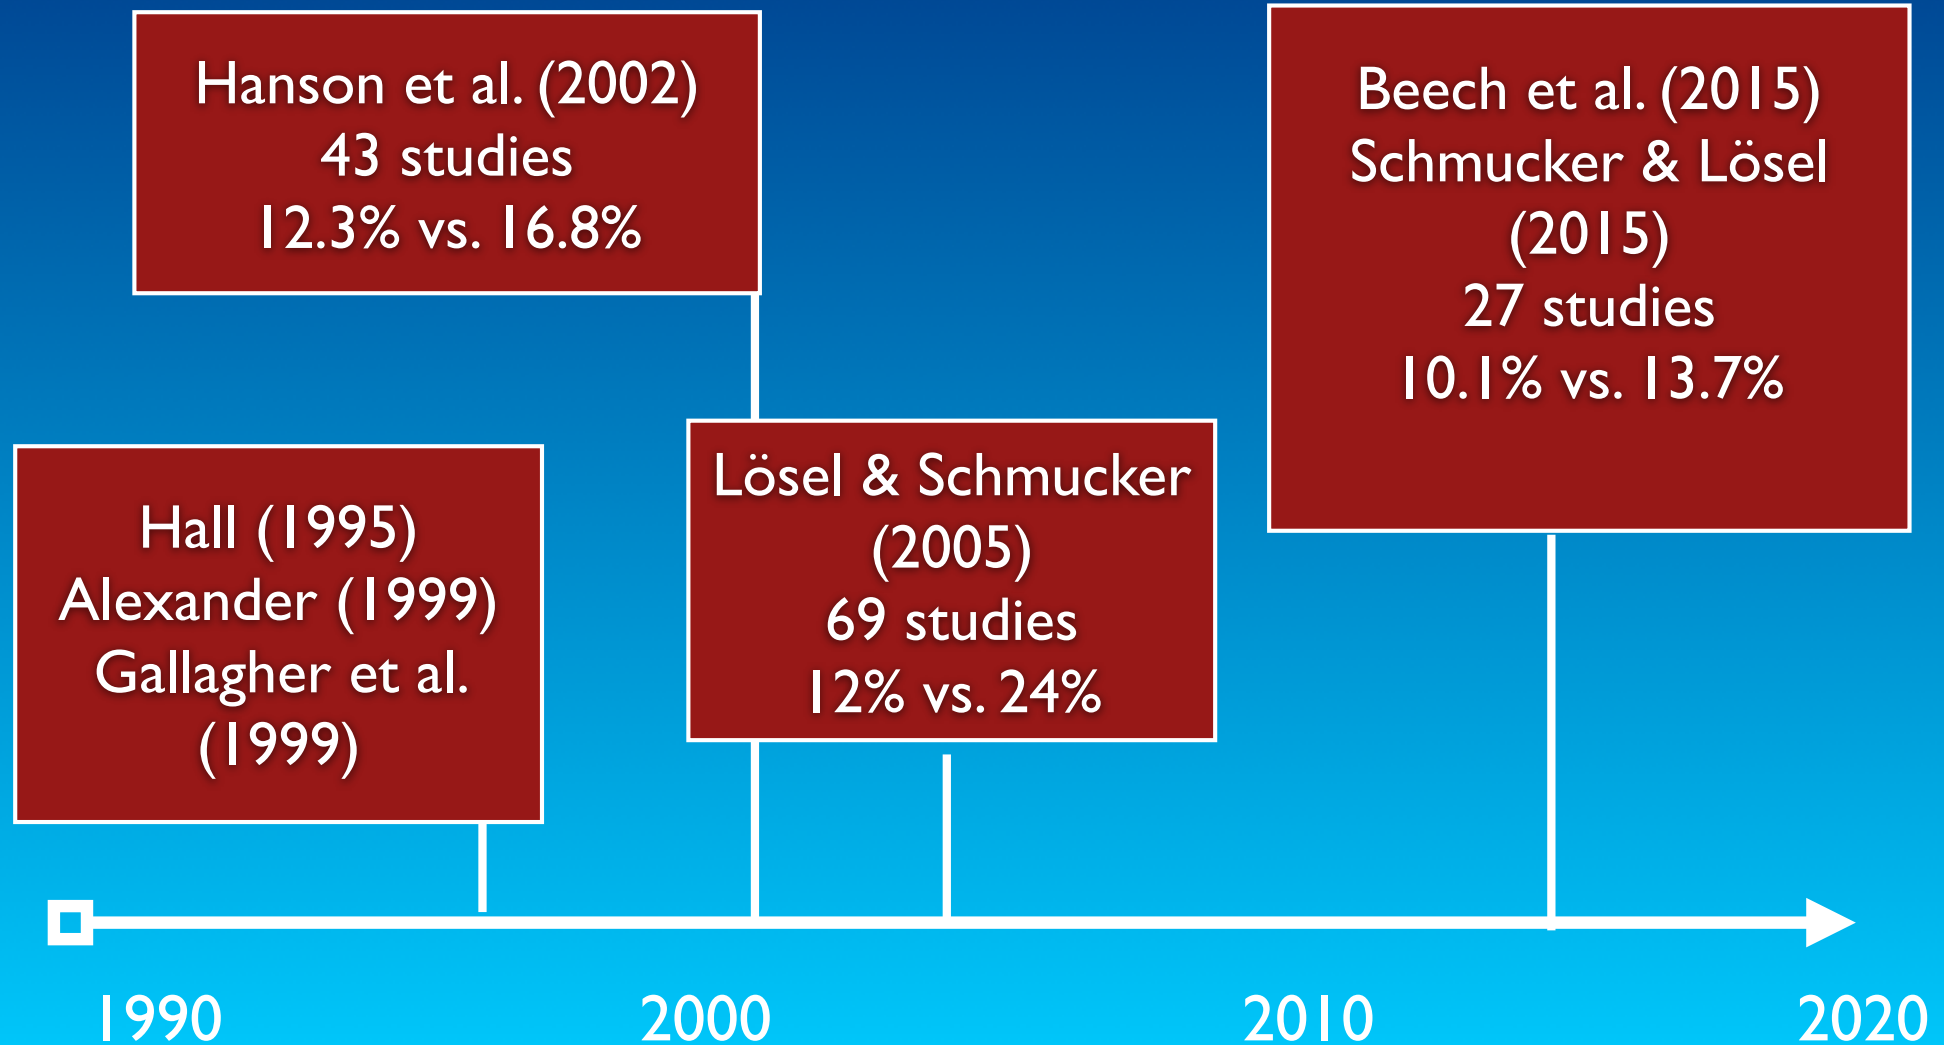 Hanson et al. (2002)
43 studies
12.3% vs. 16.8%
Beech et al. (2015)
Schmucker & Lösel
(2015)
27 studies
10.1% vs. 13.7%
Hall (1995)
Alexander (1999)
Gallagher et al.
(1999)
Lösel & Schmucker
(2005)
69 studies
12% vs. 24%
1990
2000
2010
2020